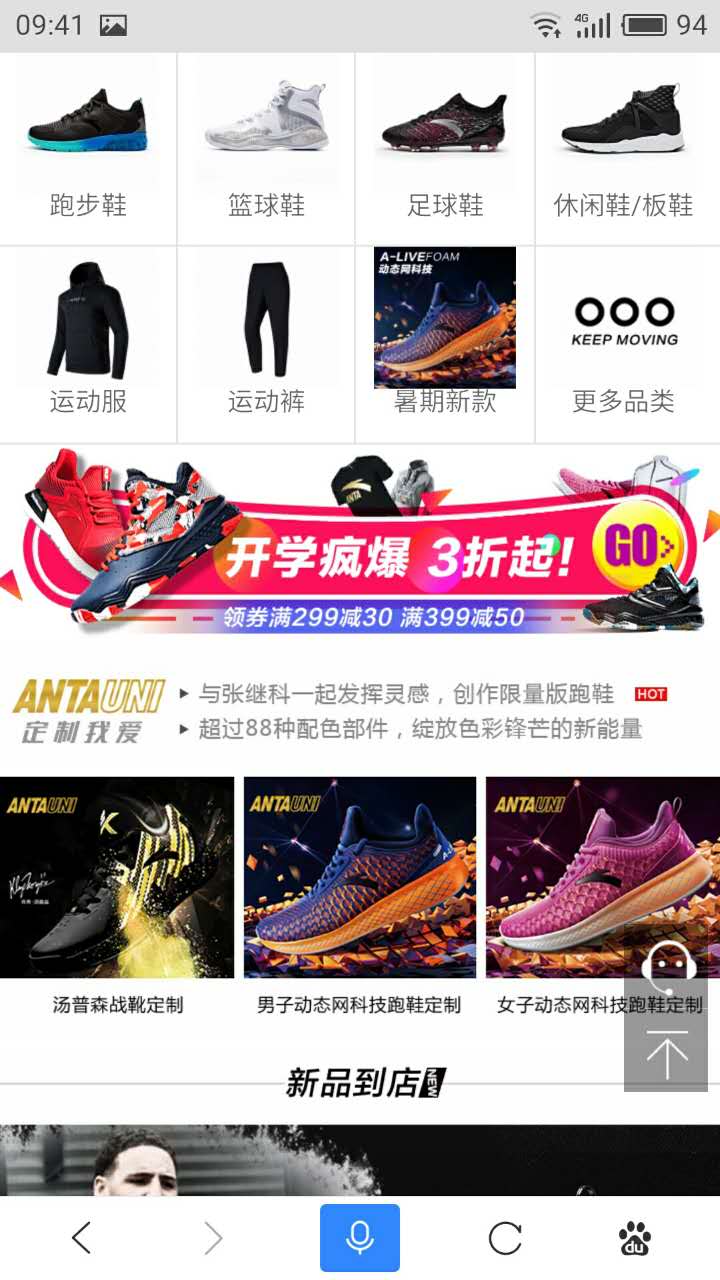 09:41
4G
94
跑步鞋
篮球鞋
足球鞋
休闲鞋/板鞋
A-LIVEFOAM
动态网科技
KEEP MOVING
运动服
运动裤
暑期新款
更多品类
ANTA
开学疯爆 3折起!
GO>
领券满299减30 满399减50
ANTAUNI
定制我爱
与张继科一起发挥灵感，创作限量版跑鞋 HOT
超过88种配色部件，绽放色彩锋芒的新能量
ANTAUNI
ANTAUNI
ANTAUNI
汤普森战靴定制
男子动态网科技跑鞋定制
女子动态网科技跑鞋定制
新品到店 NEW
du